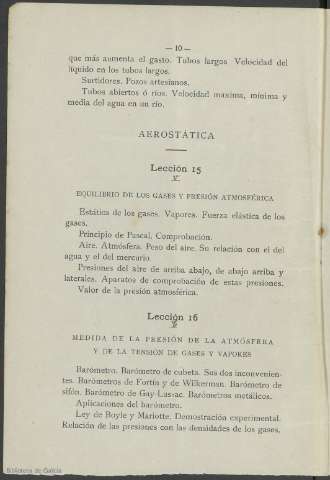 — 10 —
que más aumenta el gasto. Tubos largos Velocidad del
líquido en los tubos largos.
Surtidores. Pozos artesianos.
Tubos abiertos ó ríos. Velocidad maxima, mínima y
media del agua en un río.
AEROSTÁTICA
Lección 15
EQUILIBRIO DE LOS GASES Y PRESIÓN ATMOSFÉRICA
Estática de los gases. Vapores. Fuerza elástica de los
gases.
Principio de Pascal. Comprobación.
Aire. Atmósfera. Peso del aire. Su relación con el del
agua y el del mercurio.
Presiones del aire de arriba abajo, de abajo arriba y
laterales. Aparatos de comprobación de estas presiones.
Valor de la presión atmosférica.
Lección 16
MEDIDA DE LA PRESIÓN DE LA ATMÓSFERA
Y DE LA TENSIÓN DE GASES Y VAPORES
Barómetro. Barómetro de cubeta. Sus dos inconvenien-
tes. Barómetros de Fortín y de Wilkerman. Barómetro de
sifón. Barómetro de Gay-Lussac. Barómetros metálicos.
Aplicaciones del barómetro.
Ley de Boyle y Mariotte. Demostración experimental.
Relación de las presiones con las densidades de los gases.
Biblioteca de Galicia